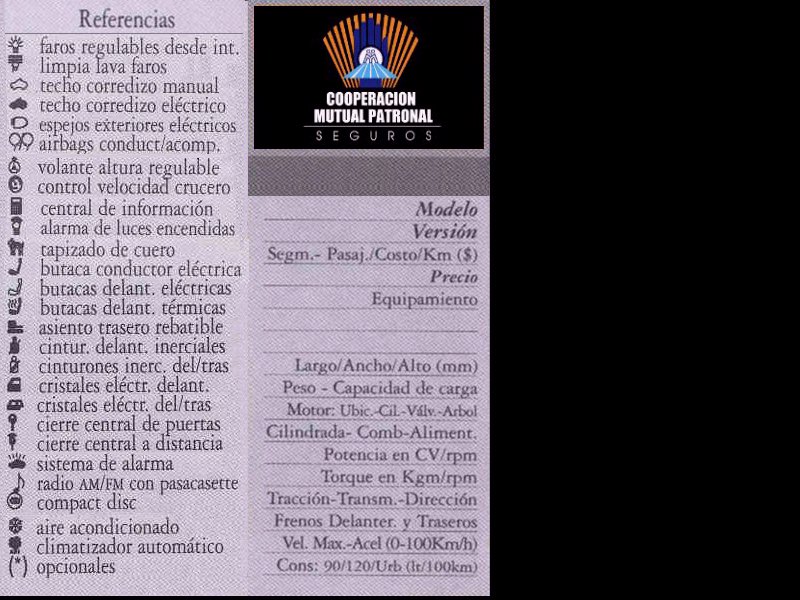 Referencias
faros regulables desde int.
limpia lava faros
techo corredizo manual
techo corredizo eléctrico
espejos exteriores eléctricos
airbags conduct/acomp.
volante altura regulable
control velocidad crucero
central de información
alarma de luces encendidas
tapizado de cuero
butaca conductor eléctrica
butacas delant. eléctricas
butacas delant. térmicas
asiento trasero rebatible
cintur. delant. inerciales
cinturones inerc. del/tras
cristales eléctr. delant.
cristales eléctr. del/tras
cierre central de puertas
cierre central a distancia
sistema de alarma
radio AM/FM con pasacasette
compact disc
aire acondicionado
climatizador automático
(*) opcionales
COOPERACION
MUTUAL PATRONAL
SEGUROS
Modelo
Versión
Segm.- Pasaj./Costo/Km ($)
Precio
Equipamiento
Largo/Ancho/Alto (mm)
Peso - Capacidad de carga
Motor: Ubic.-Cil.-Válv.-Arbol
Cilindrada- Comb-Aliment.
Potencia en CV/rpm
Torque en Kgm/rpm
Tracción-Transm.-Dirección
Frenos Delanter. y Traseros
Vel. Max.-Acel (0-100Km/h)
Cons: 90/120/Urb (lt/100km)